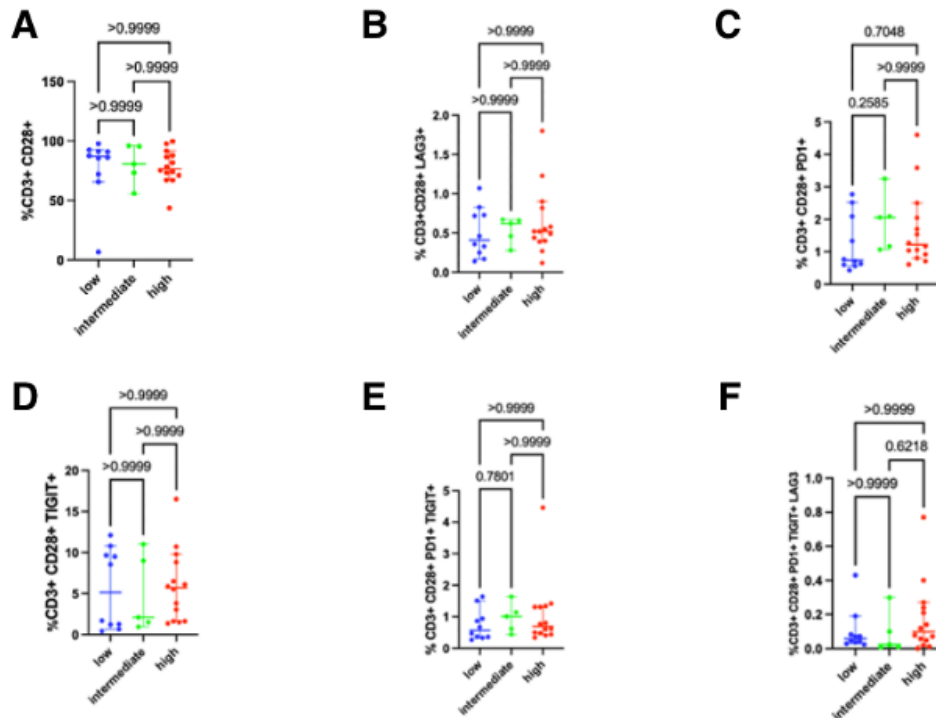 A
>0.9999
>0.9999
>0.9999
%CD3+ CD28+
150
100
50
0
low
intermediate
high
B
>0.9999
>0.9999
>0.9999
% CD3+CD28+ LAG3+
2.0
1.5
1.0
0.5
0.0
low
intermediate
high
C
0.7048
>0.9999
0.2585
% CD3+ CD28+ PD1+
5
4
3
2
1
0
low
intermediate
high
D
>0.9999
>0.9999
>0.9999
%CD3+ CD28+ TIGIT+
20
15
10
5
0
low
intermediate
high
E
>0.9999
>0.9999
0.7801
% CD3+ CD28+ PD1+ TIGIT+
5
4
3
2
1
0
low
intermediate
high
F
>0.9999
0.6218
>0.9999
%CD3+ CD28+ PD1+ TIGIT+ LAG3
1.0
0.8
0.6
0.4
0.2
0.0
low
intermediate
high